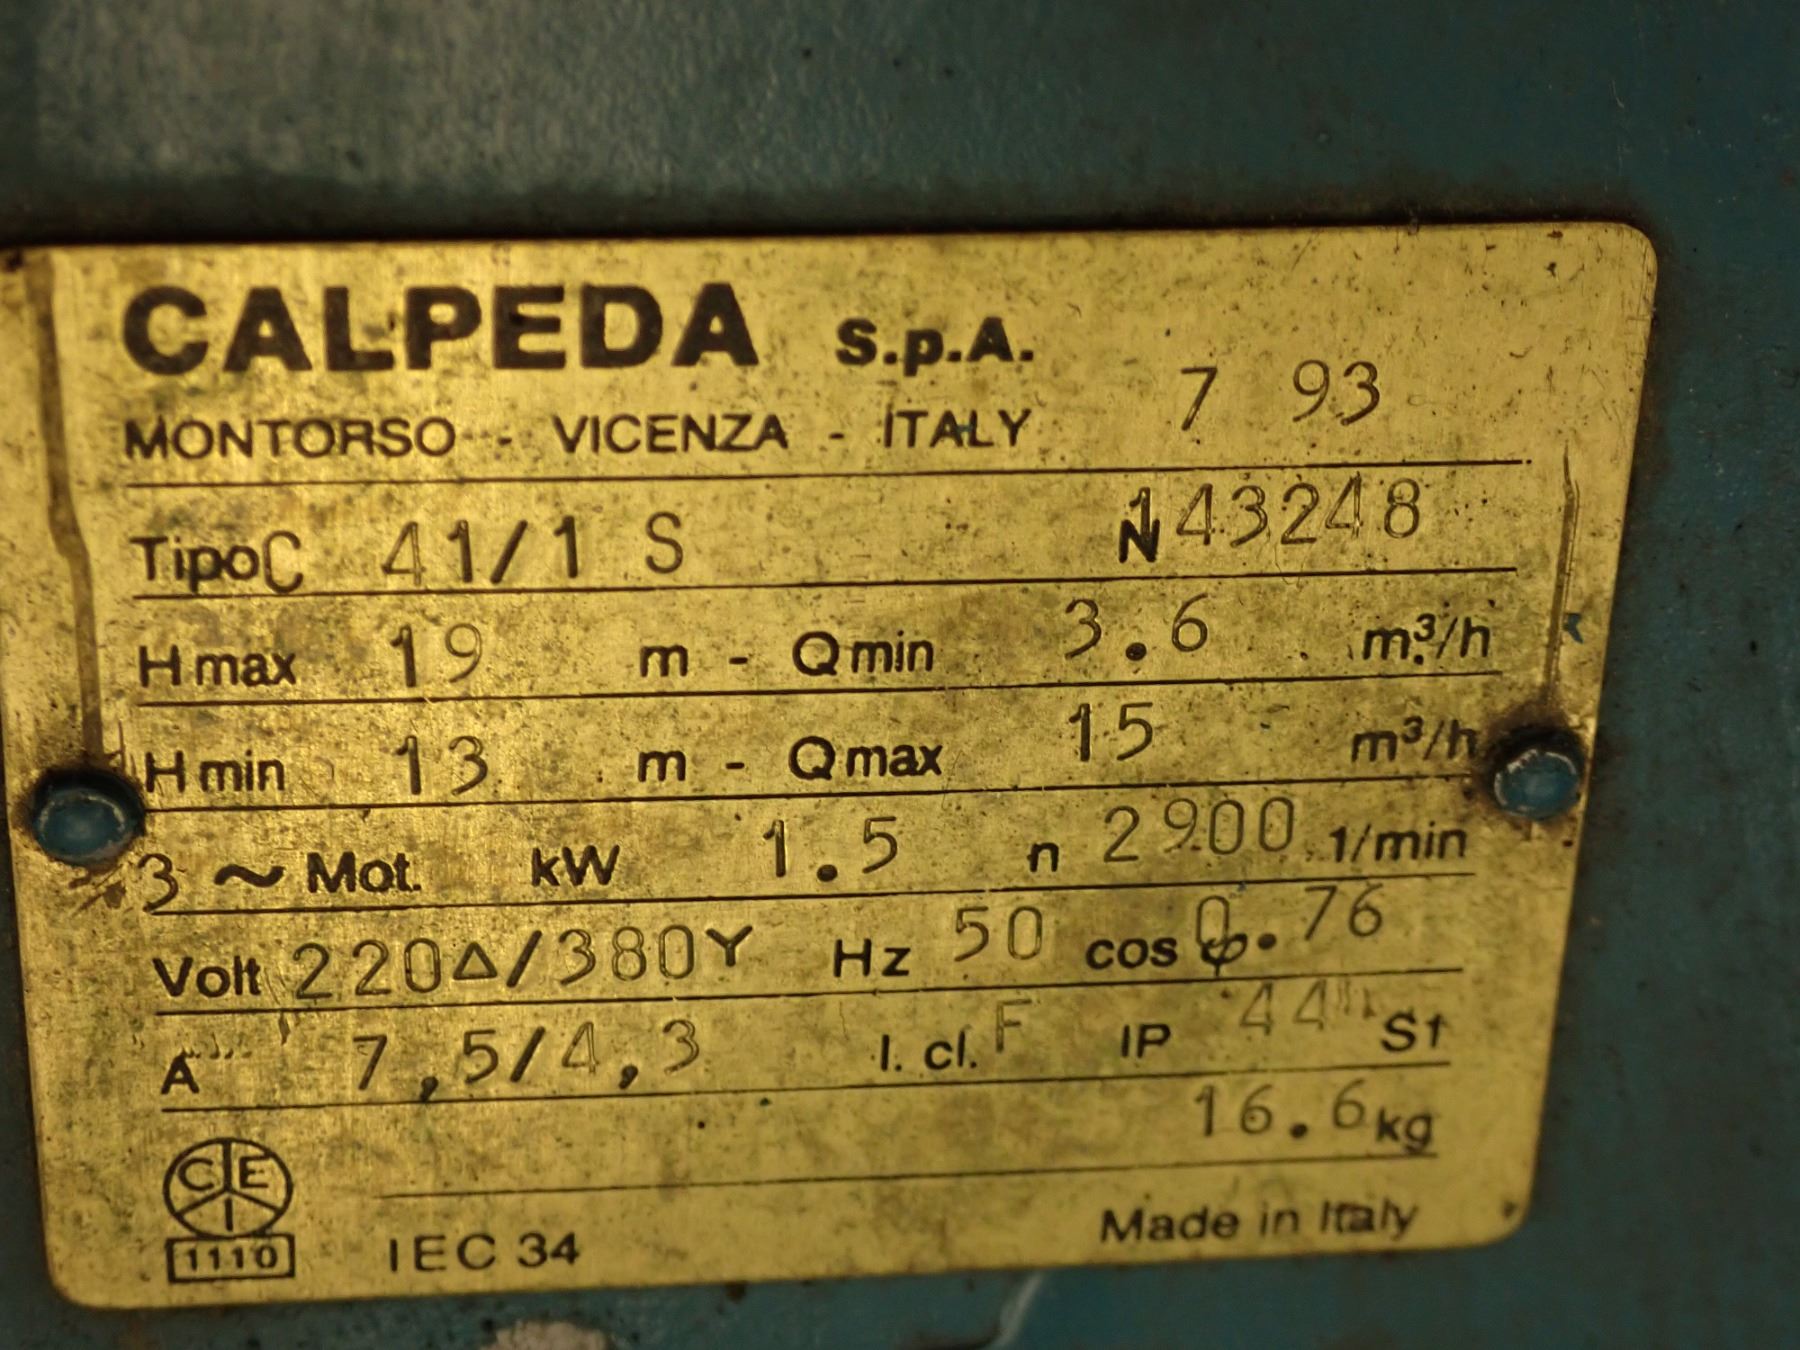 CALPEDA S.p.A.
MONTORSO - VICENZA - ITALY 7 93
Tipo C 41/1 S N 143248
H max 19 m - Q min 3.6 m³/h
H min 13 m - Q max 15 m³/h
3 ~ Mot. kW 1.5 n 2900 1/min
Volt 220Δ/380Y Hz 50 cos φ 0.76
A 7,5/4,3 I. cl. F IP 44 S1
16.6 kg
CEI
1110
IEC 34 Made in Italy